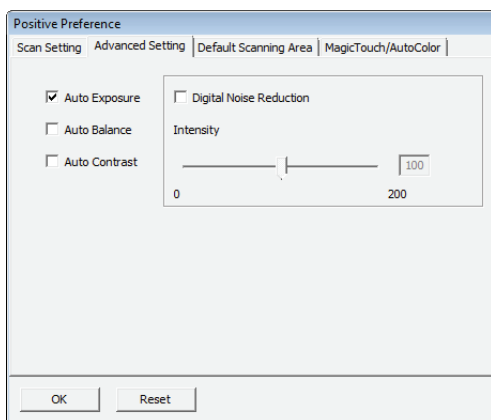 Positive Preference
Scan Setting Advanced Setting Default Scanning Area MagicTouch/AutoColor
Auto Exposure Digital Noise Reduction
Auto Balance Intensity
Auto Contrast 100
0 200
OK Reset